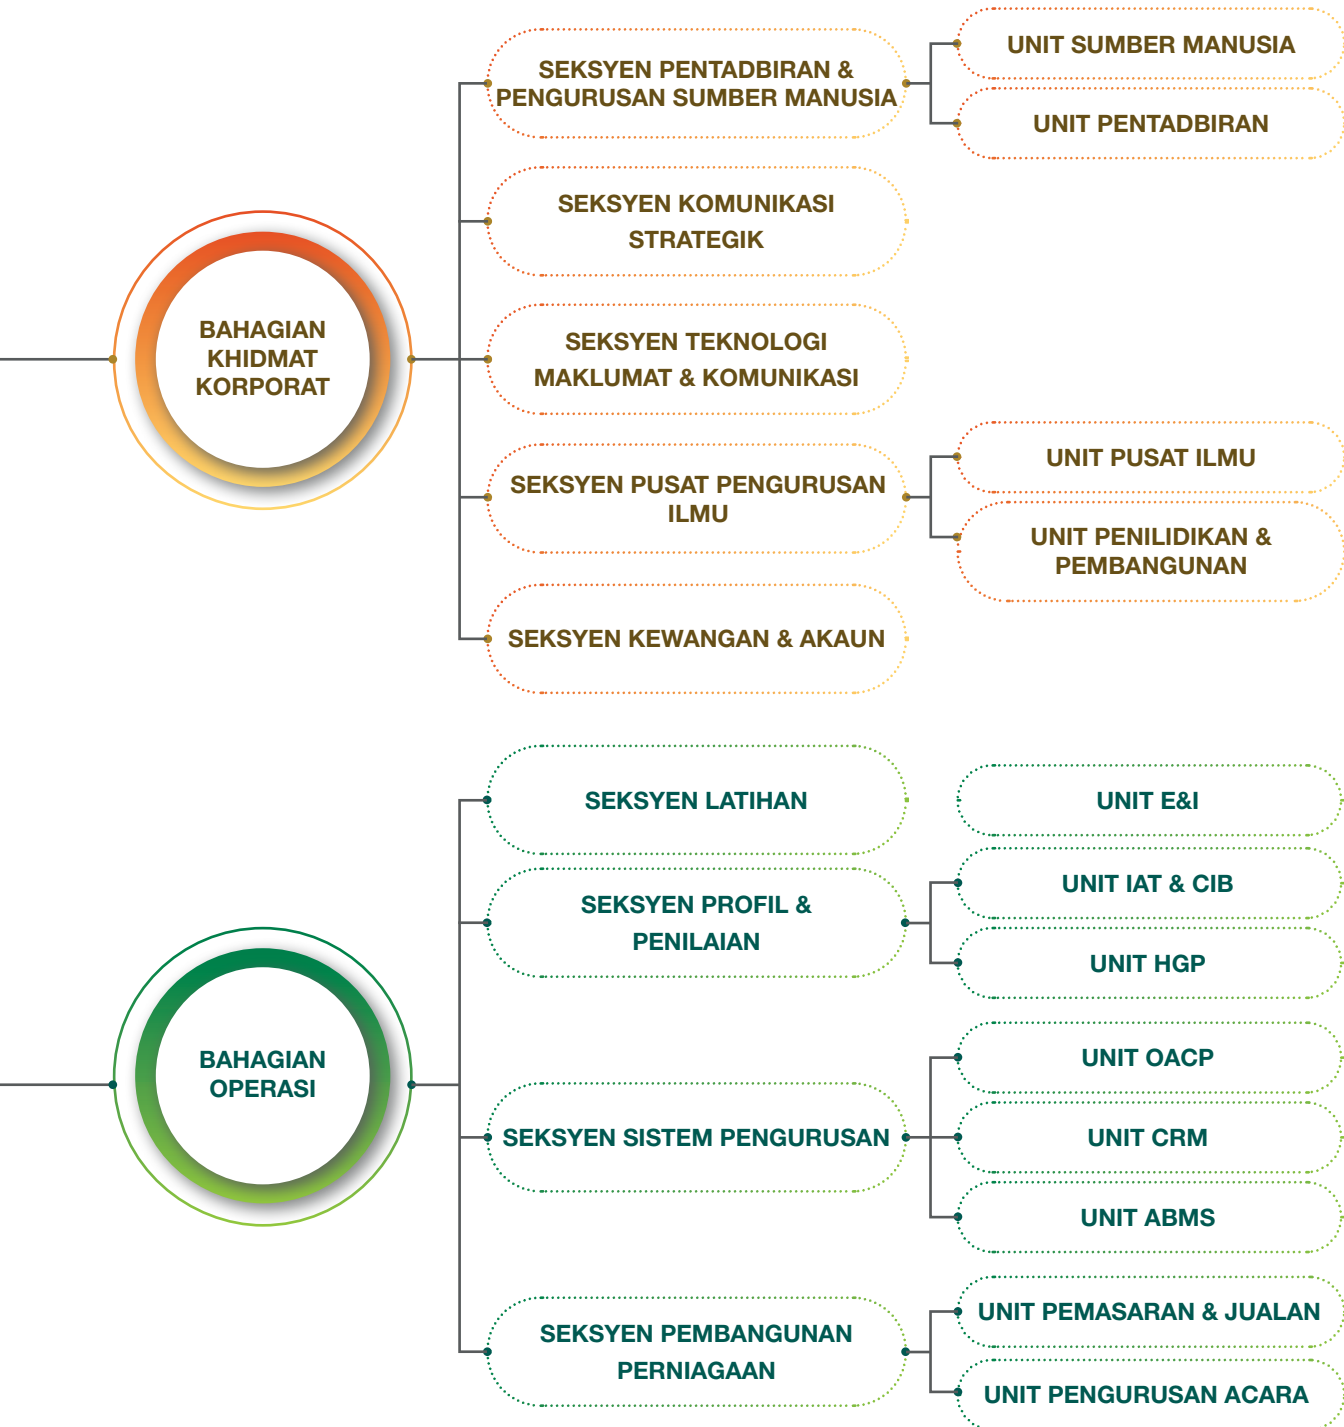 BAHAGIAN
KHIDMAT
KORPORAT
SEKSYEN PENTADBIRAN &
PENGURUSAN SUMBER MANUSIA
UNIT SUMBER MANUSIA
UNIT PENTADBIRAN
SEKSYEN KOMUNIKASI
STRATEGIK
SEKSYEN TEKNOLOGI
MAKLUMAT & KOMUNIKASI
SEKSYEN PUSAT PENGURUSAN
ILMU
UNIT PUSAT ILMU
UNIT PENILIDIKAN &
PEMBANGUNAN
SEKSYEN KEWANGAN & AKAUN
BAHAGIAN
OPERASI
SEKSYEN LATIHAN
UNIT E&I
SEKSYEN PROFIL &
PENILAIAN
UNIT IAT & CIB
UNIT HGP
SEKSYEN SISTEM PENGURUSAN
UNIT OACP
UNIT CRM
UNIT ABMS
SEKSYEN PEMBANGUNAN
PERNIAGAAN
UNIT PEMASARAN & JUALAN
UNIT PENGURUSAN ACARA